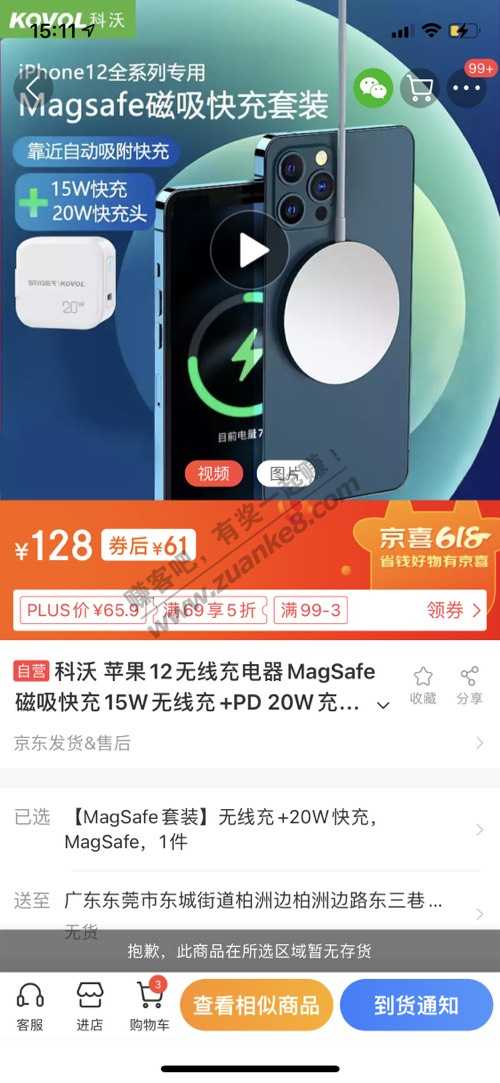 KOVOL科沃
15:11
99+
iPhone12全系列专用
Magsafe磁吸快充套装
靠近自动吸附快充
15W快充
20W快充头
20W
目前电量7
视频
图片
赚客吧，有奖一起赚！
www.zuanke8.com
¥128
券后¥61
京喜618
省钱好物有京喜
PLUS价¥65.9
满69享5折
满99-3
领券
自营 科沃 苹果12无线充电器MagSafe
磁吸快充15W无线充+PD 20W充...
收藏
分享
京东发货&售后
已选
【MagSafe套装】无线充+20W快充，
MagSafe，1件
送至
广东东莞市东城街道柏洲边柏洲边路东三巷...
无货
抱歉，此商品在所选区域暂无存货
客服
进店
3
购物车
查看相似商品
到货通知